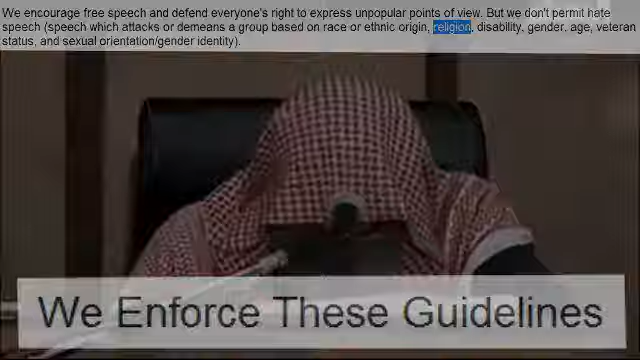 We encourage free speech and defend everyone's right to express unpopular points of view. But we don't permit hate
speech (speech which attacks or demeans a group based on race or ethnic origin, religion, disability, gender, age, veteran
status, and sexual orientation/gender identity).
We Enforce These Guidelines